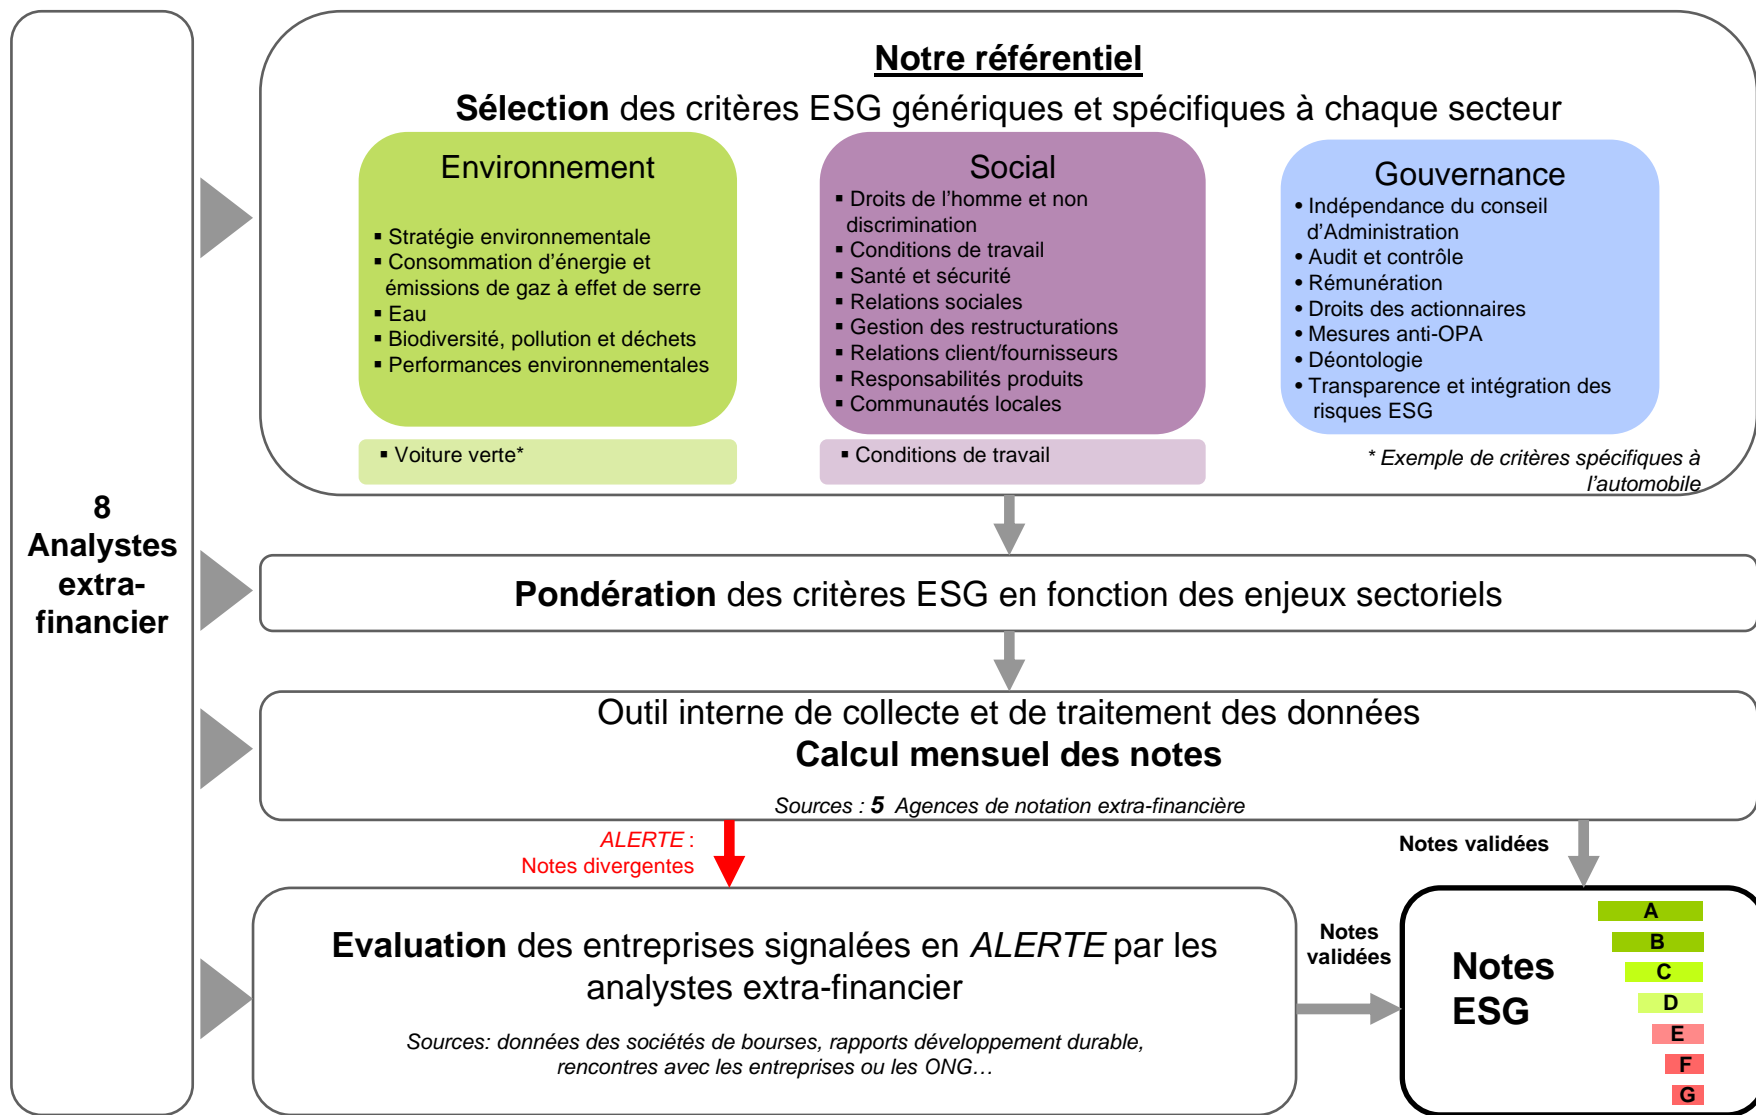 8
Analystes
extra-
financier
Notre référentiel
Sélection des critères ESG génériques et spécifiques à chaque secteur
Environnement
▪ Stratégie environnementale
▪ Consommation d'énergie et
émissions de gaz à effet de serre
▪ Eau
▪ Biodiversité, pollution et déchets
▪ Performances environnementales
▪ Voiture verte*
Social
▪ Droits de l'homme et non
discrimination
▪ Conditions de travail
▪ Santé et sécurité
▪ Relations sociales
▪ Gestion des restructurations
▪ Relations client/fournisseurs
▪ Responsabilités produits
▪ Communautés locales
▪ Conditions de travail
Gouvernance
• Indépendance du conseil
d'Administration
• Audit et contrôle
• Rémunération
• Droits des actionnaires
• Mesures anti-OPA
• Déontologie
• Transparence et intégration des
risques ESG
* Exemple de critères spécifiques à
l'automobile
Pondération des critères ESG en fonction des enjeux sectoriels
Outil interne de collecte et de traitement des données
Calcul mensuel des notes
Sources : 5 Agences de notation extra-financière
ALERTE :
Notes divergentes
Notes validées
Evaluation des entreprises signalées en ALERTE par les
analystes extra-financier
Sources: données des sociétés de bourses, rapports développement durable,
rencontres avec les entreprises ou les ONG…
Notes
validées
Notes
ESG
A
B
C
D
E
F
G